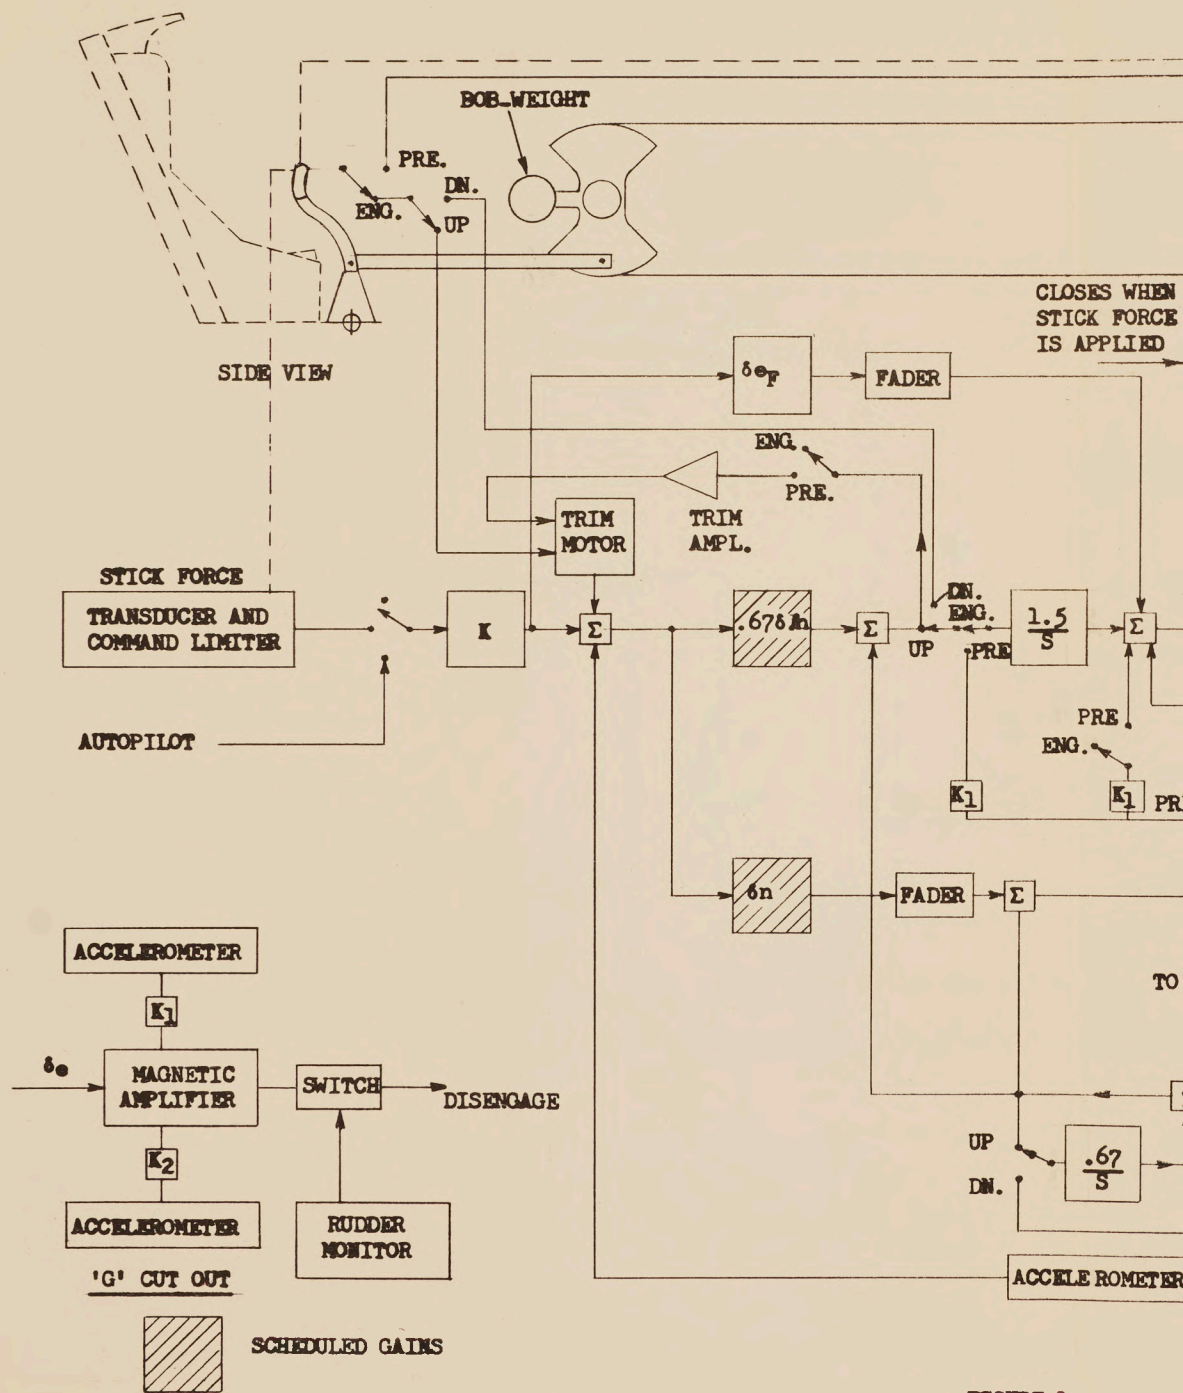 BOB-WEIGHT
PRE.
DN.
ENG.
UP
CLOSES WHEN
STICK FORCE
IS APPLIED
SIDE VIEW
δeF
FADER
ENG.
PRE.
TRIM
MOTOR
TRIM
AMPL.
STICK FORCE
TRANSDUCER AND
COMMAND LIMITER
K
Σ
Σ
UP
DN.
ENG.
PRE
1.5
S
Σ
AUTOPILOT
PRE
ENG.
K1
K1
δn
FADER
Σ
ACCELEROMETER
K1
TO
δe
MAGNETIC
AMPLIFIER
SWITCH
DISENGAGE
K2
UP
DN.
.67
S
ACCELEROMETER
RUDDER
MONITOR
'G' CUT OUT
ACCELEROMETER
SCHEDULED GAINS